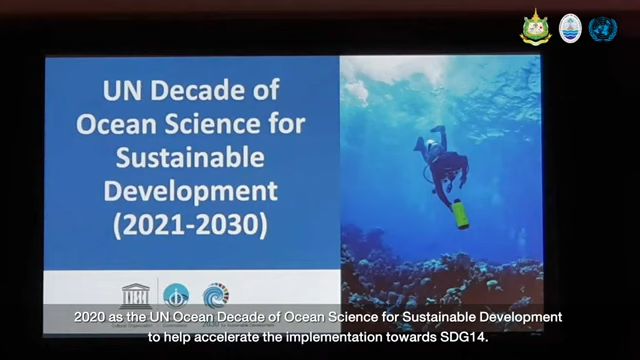 UN Decade of
Ocean Science for
Sustainable
Development
(2021-2030)
2020 as the UN Ocean Decade of Ocean Science for Sustainable Development
to help accelerate the implementation towards SDG14.